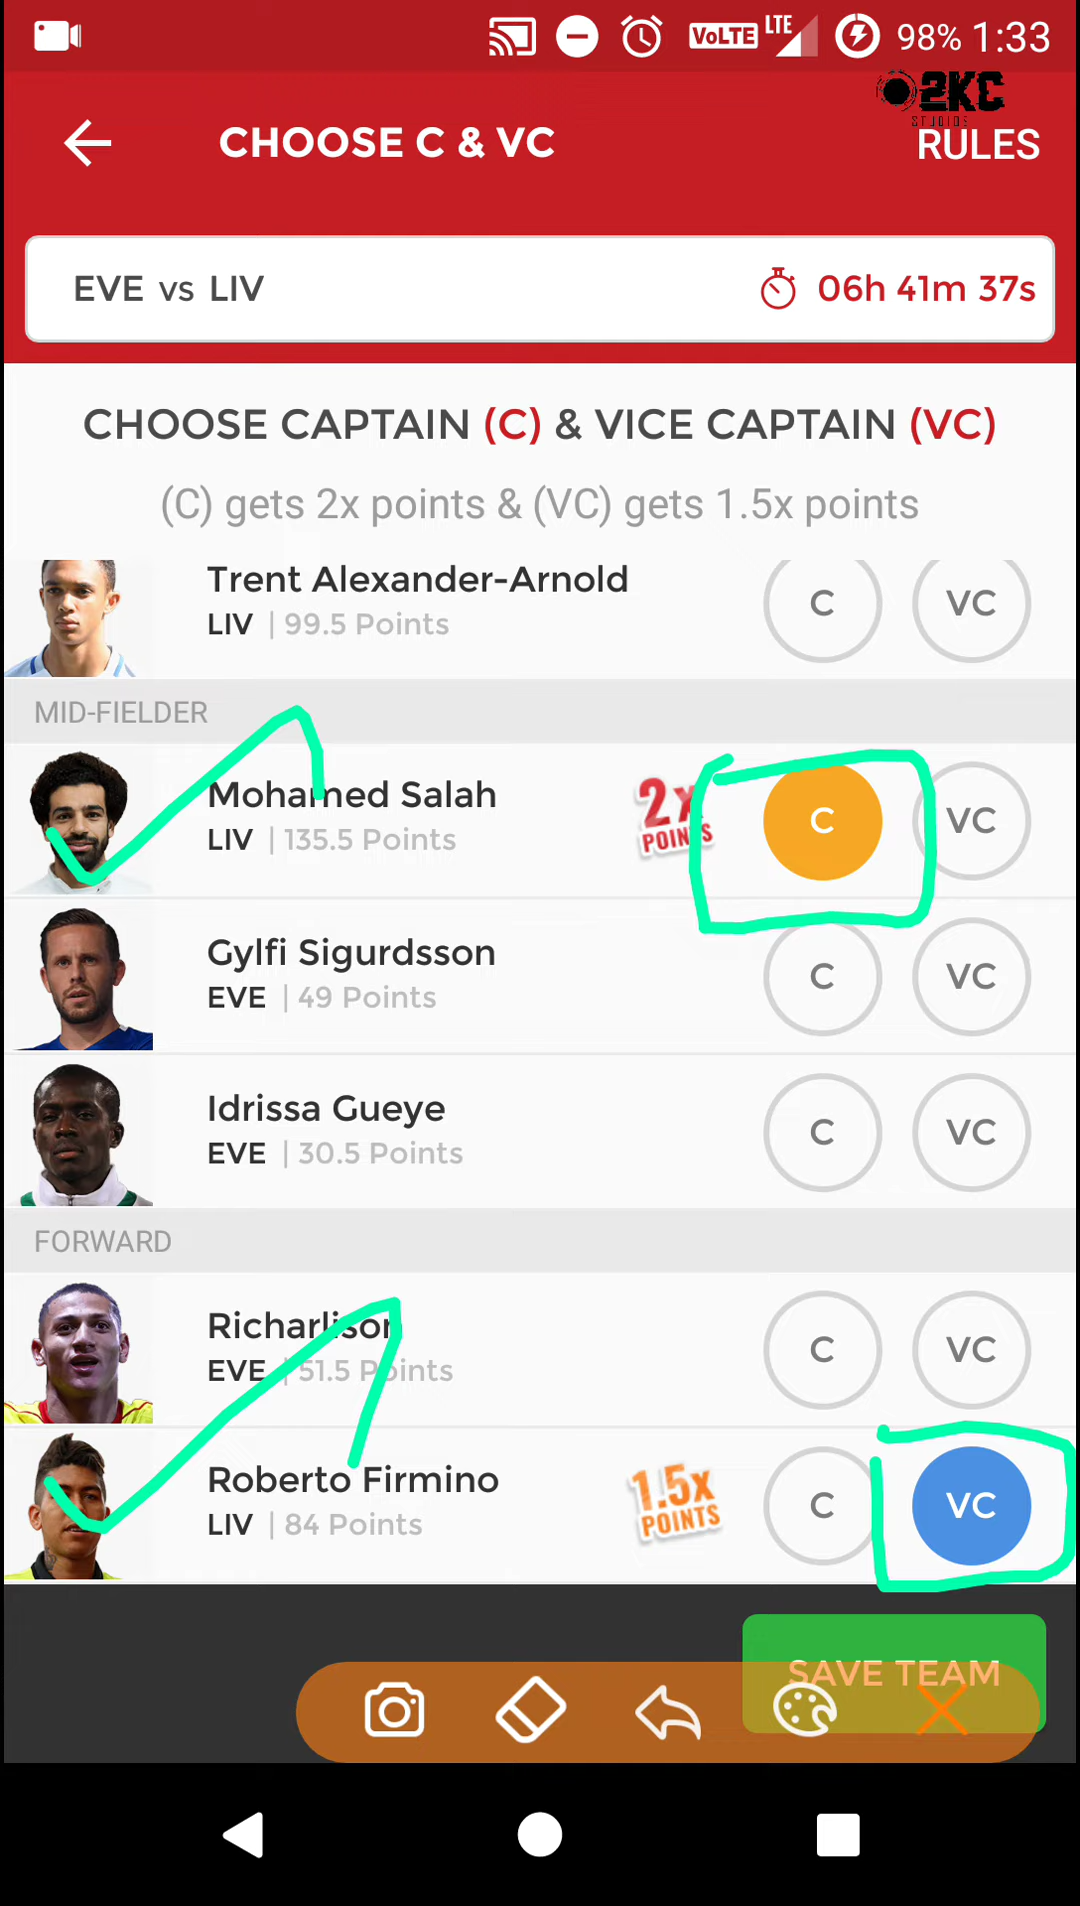 VoLTE LTE 98% 1:33
2KC
STUDIOS
CHOOSE C & VC RULES
EVE vs LIV 06h 41m 37s
CHOOSE CAPTAIN (C) & VICE CAPTAIN (VC)
(C) gets 2x points & (VC) gets 1.5x points
Trent Alexander-Arnold
LIV | 99.5 Points C VC
MID-FIELDER
Mohamed Salah
LIV | 135.5 Points 2x POINTS C VC
Gylfi Sigurdsson
EVE | 49 Points C VC
Idrissa Gueye
EVE | 30.5 Points C VC
FORWARD
Richarlison
EVE | 51.5 Points C VC
Roberto Firmino
LIV | 84 Points 1.5x POINTS C VC
SAVE TEAM